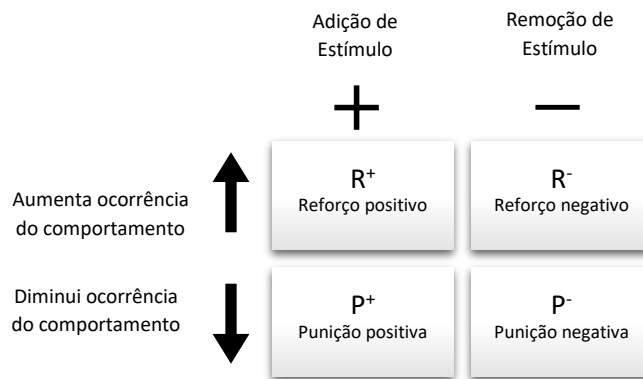 Adição de
Estímulo
Remoção de
Estímulo
+
−
Aumenta ocorrência
do comportamento
R⁺
Reforço positivo
R⁻
Reforço negativo
Diminui ocorrência
do comportamento
P⁺
Punição positiva
P⁻
Punição negativa